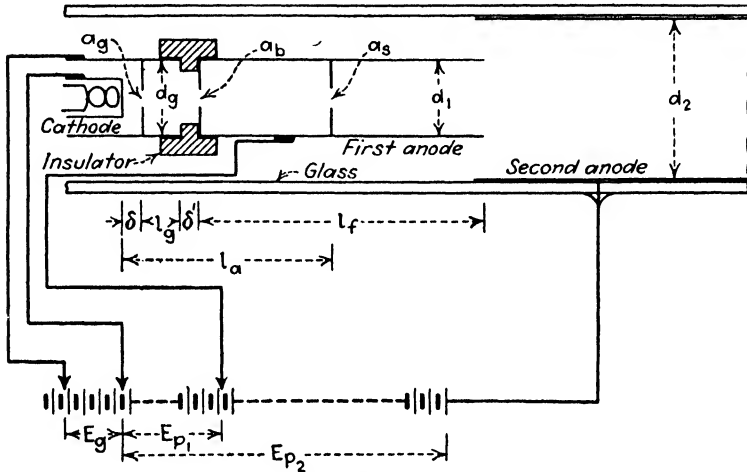 a_g
a_b
a_s
d_g
d_1
d_2
Cathode
Insulator
First anode
Glass
Second anode
δ
l_g
δ'
l_f
l_a
E_g
E_p1
E_p2